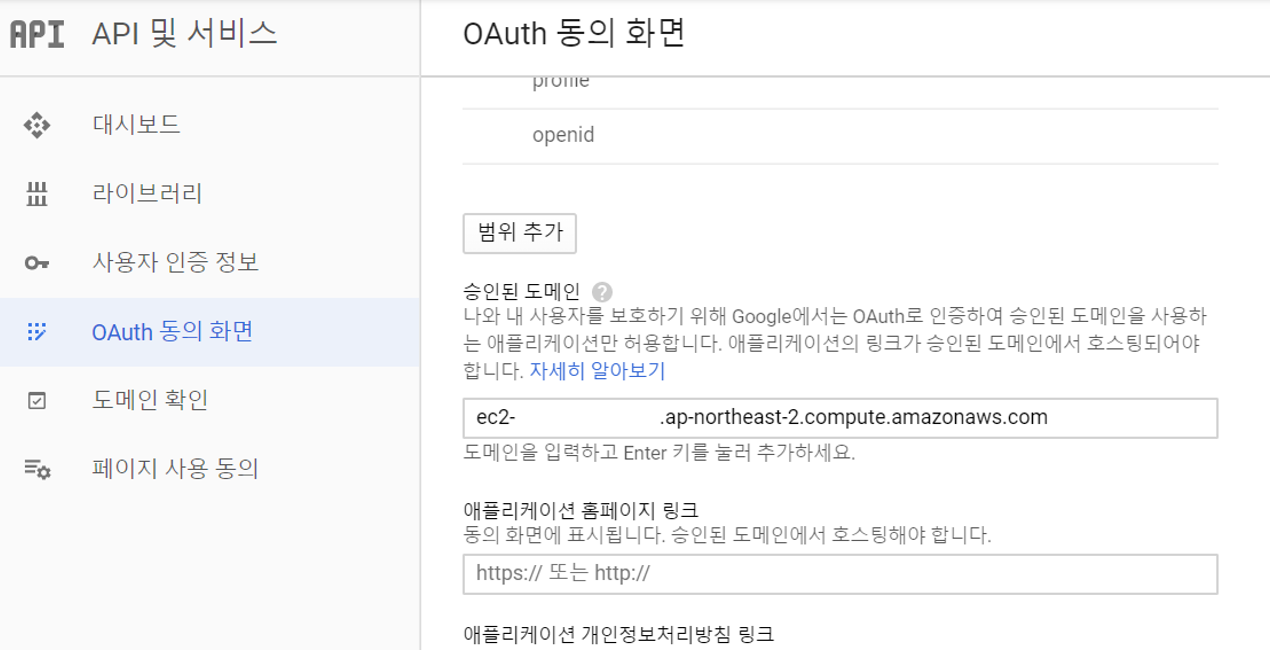 API API 및 서비스
OAuth 동의 화면
대시보드
라이브러리
사용자 인증 정보
OAuth 동의 화면
도메인 확인
페이지 사용 동의
profile
openid
범위 추가
승인된 도메인 ?
나와 내 사용자를 보호하기 위해 Google에서는 OAuth로 인증하여 승인된 도메인을 사용하
는 애플리케이션만 허용합니다. 애플리케이션의 링크가 승인된 도메인에서 호스팅되어야
합니다. 자세히 알아보기
ec2- .ap-northeast-2.compute.amazonaws.com
도메인을 입력하고 Enter 키를 눌러 추가하세요.
애플리케이션 홈페이지 링크
동의 화면에 표시됩니다. 승인된 도메인에서 호스팅해야 합니다.
https:// 또는 http://
애플리케이션 개인정보처리방침 링크